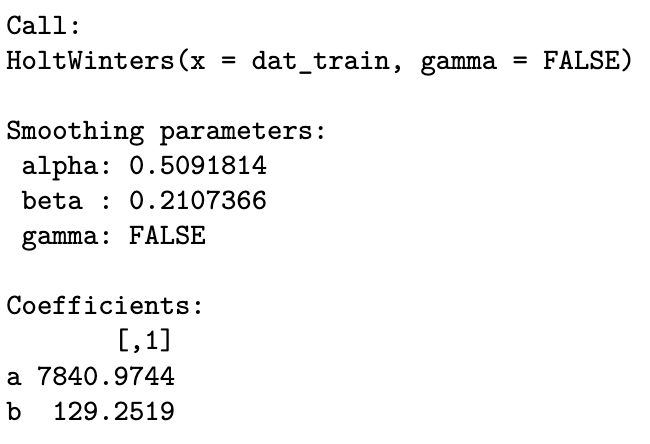 Call:
HoltWinters(x = dat_train, gamma = FALSE)

Smoothing parameters:
 alpha: 0.5091814
 beta : 0.2107366
 gamma: FALSE

Coefficients:
       [,1]
a 7840.9744
b  129.2519